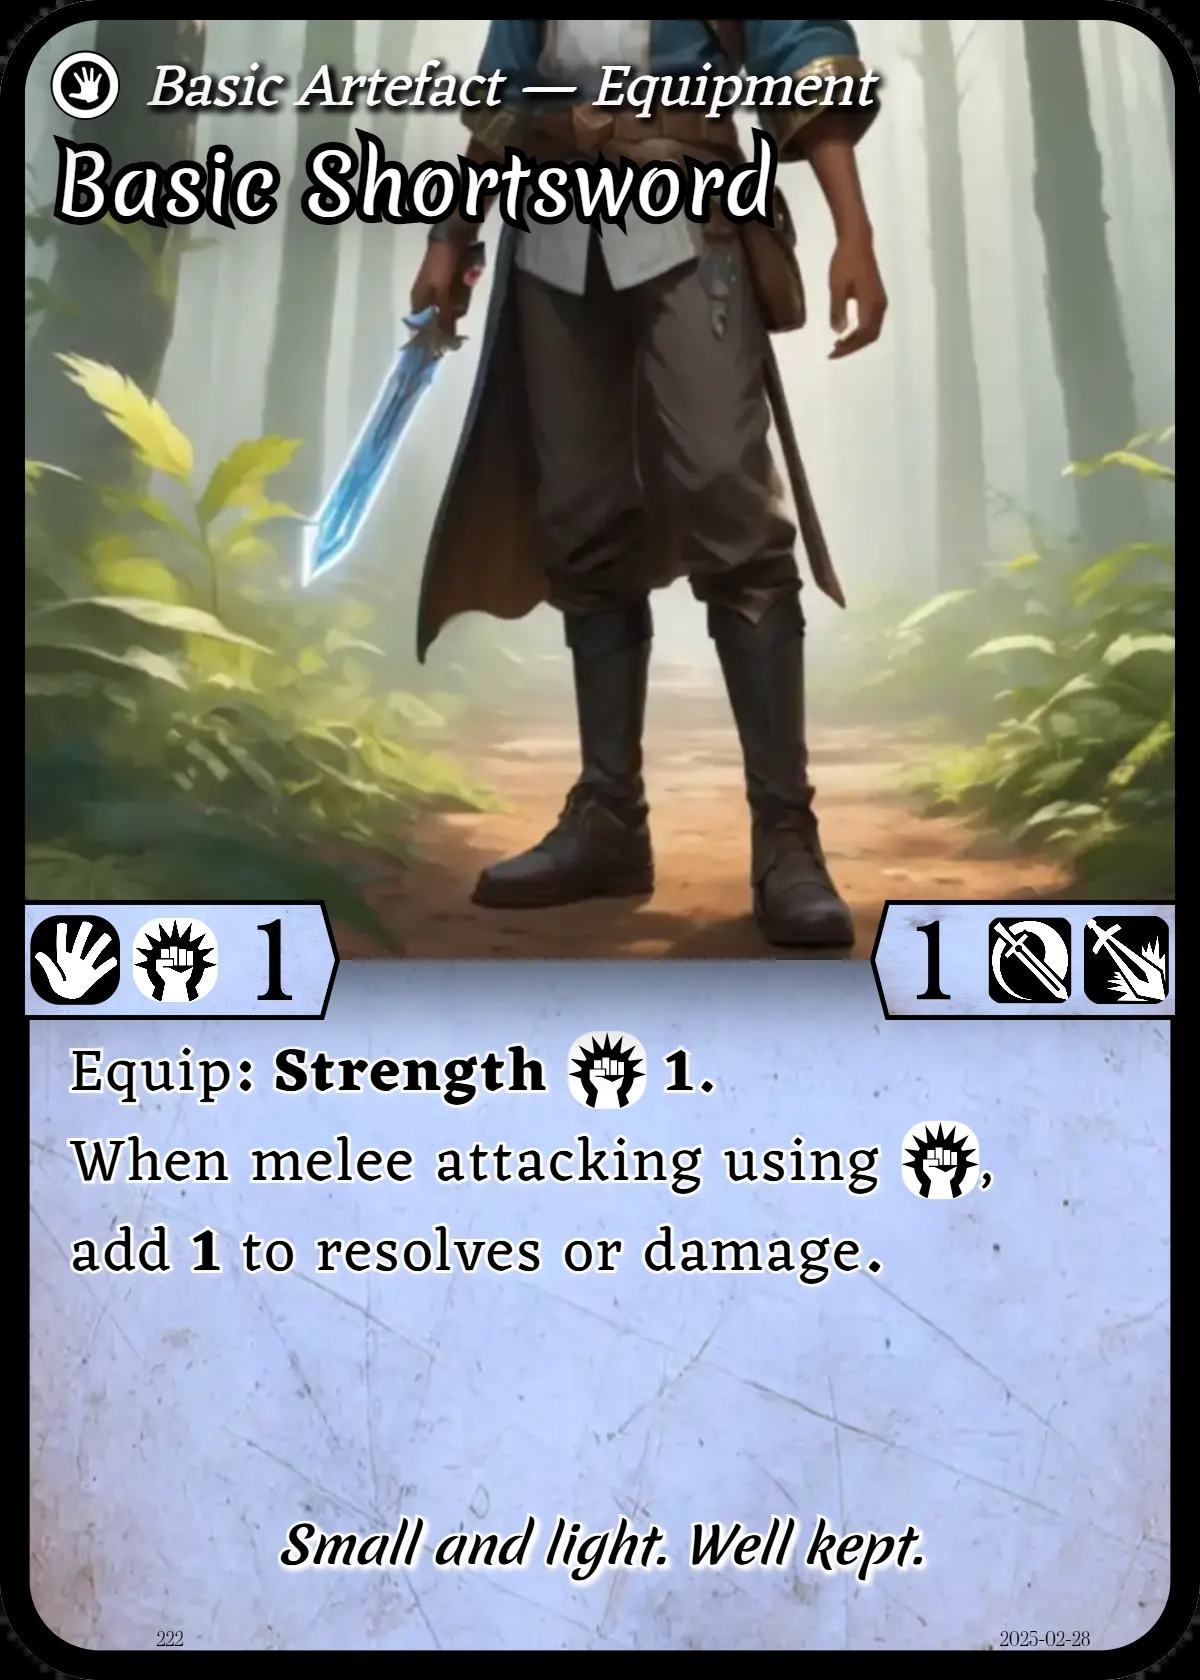 Basic Artefact — Equipment
Basic Shortsword
1
1
Equip: Strength 1.
When melee attacking using ,
add 1 to resolves or damage.
Small and light. Well kept.
222
2025-02-28